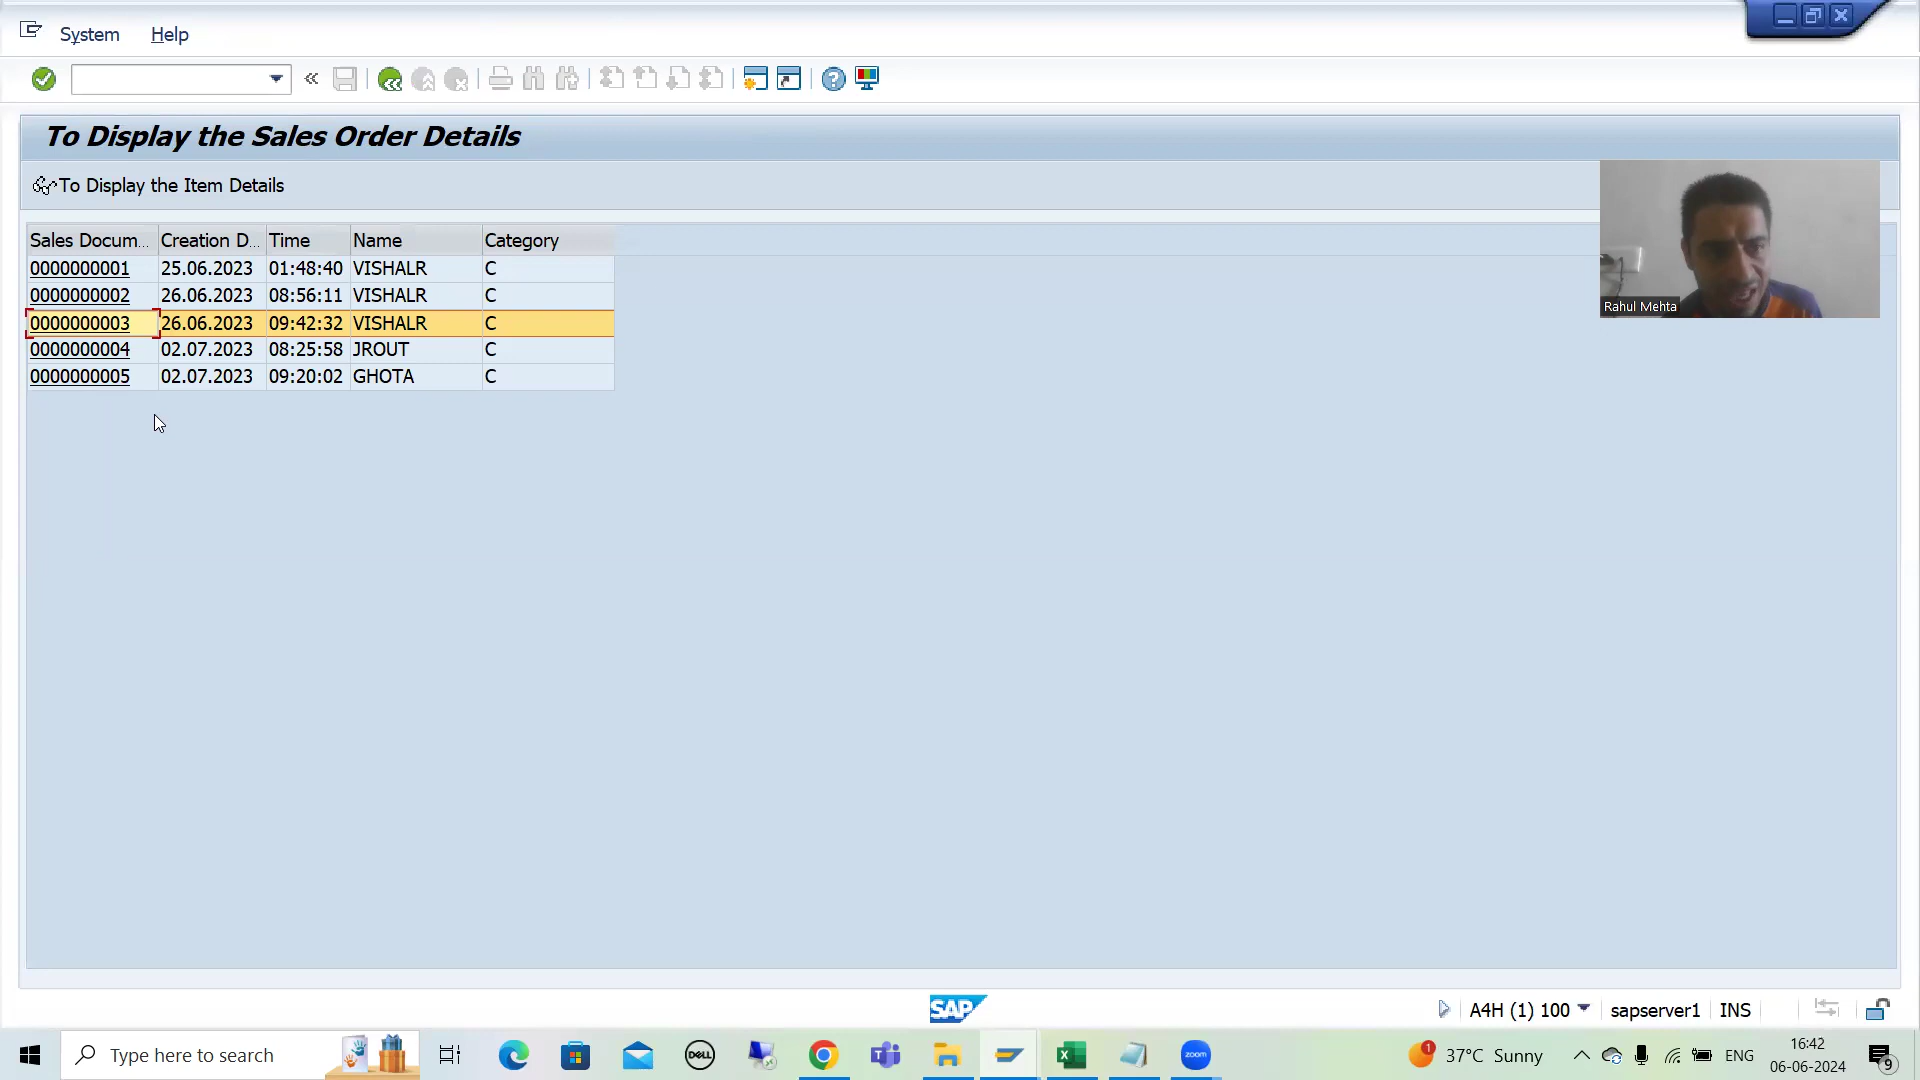 System Help
To Display the Sales Order Details
To Display the Item Details
Sales Docum... Creation D... Time Name Category
0000000001 25.06.2023 01:48:40 VISHALR C
0000000002 26.06.2023 08:56:11 VISHALR C
0000000003 26.06.2023 09:42:32 VISHALR C
0000000004 02.07.2023 08:25:58 JROUT C
0000000005 02.07.2023 09:20:02 GHOTA C
Rahul Mehta
SAP
A4H (1) 100 sapserver1 INS
Type here to search
DELL
zoom
1
37°C Sunny
ENG
16:42
06-06-2024
9